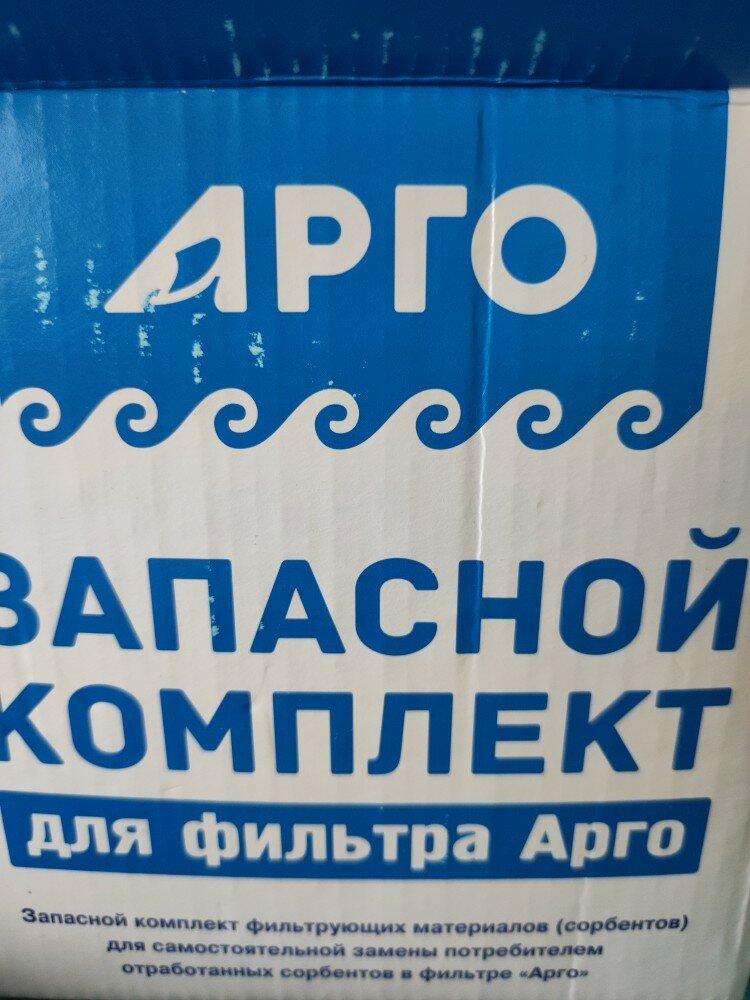 АРГО
ЗАПАСНОЙ
КОМПЛЕКТ
для фильтра Арго
Запасной комплект фильтрующих материалов (сорбентов)
для самостоятельной замены потребителем
отработанных сорбентов в фильтре «Арго»